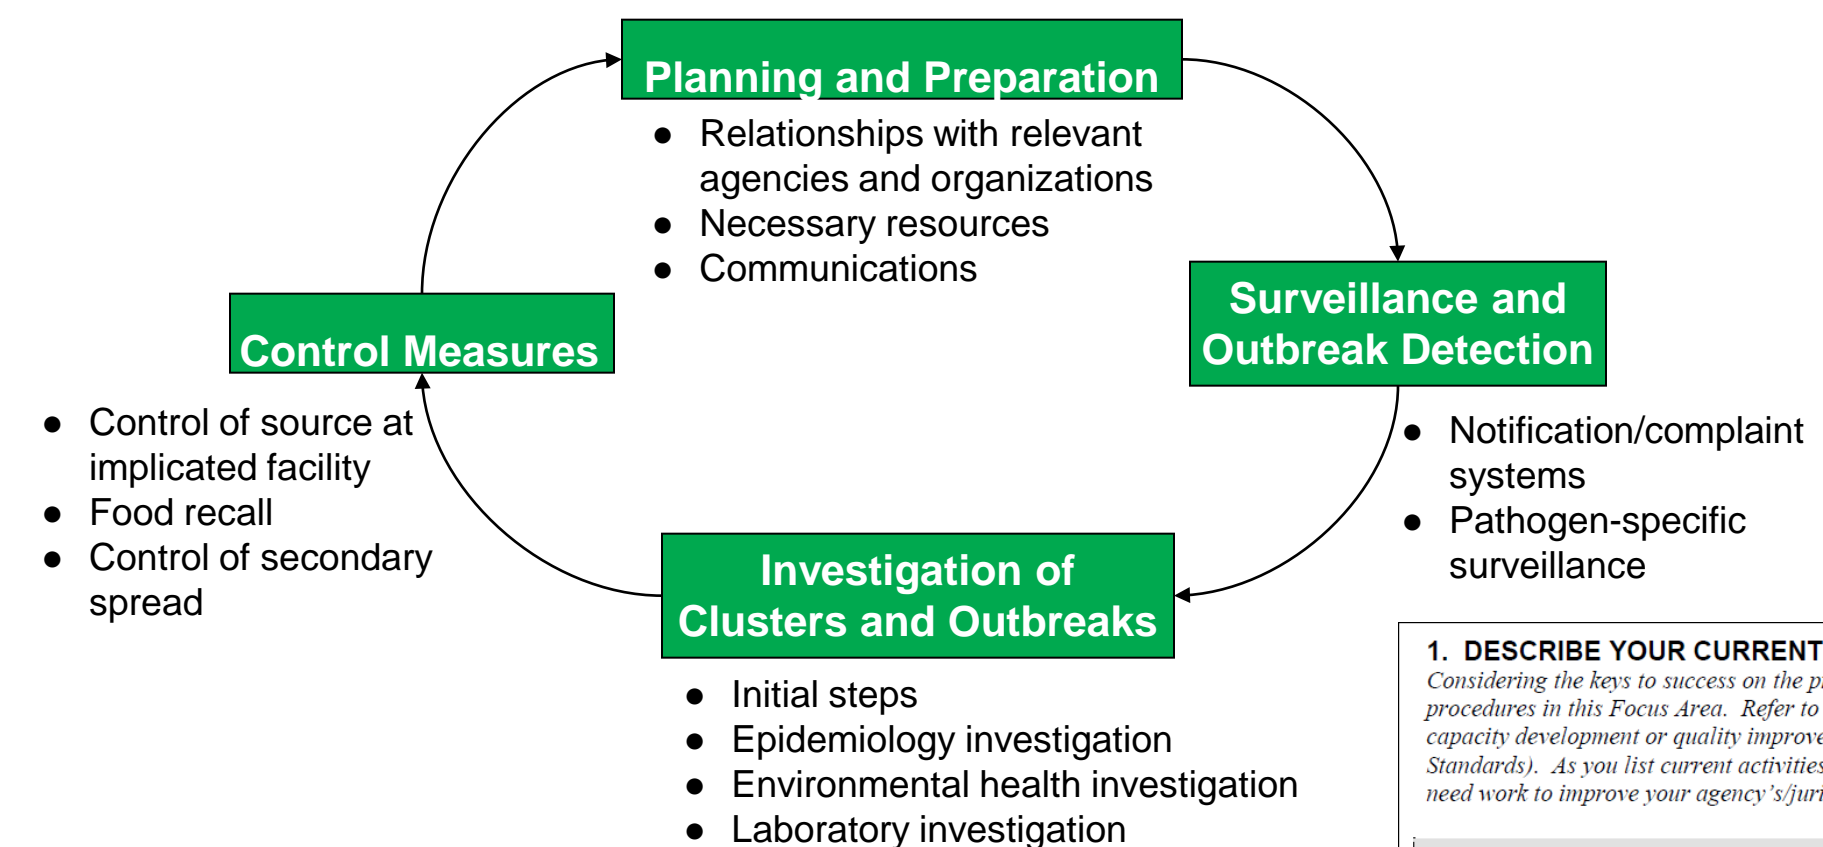 Planning and Preparation
● Relationships with relevant
agencies and organizations
● Necessary resources
● Communications
Surveillance and
Outbreak Detection
● Notification/complaint
systems
● Pathogen-specific
surveillance
Investigation of
Clusters and Outbreaks
● Initial steps
● Epidemiology investigation
● Environmental health investigation
● Laboratory investigation
Control Measures
● Control of source at
implicated facility
● Food recall
● Control of secondary
spread
1. DESCRIBE YOUR CURRENT
Considering the keys to success on the
procedures in this Focus Area. Refer to
capacity development or quality
Standards). As you list current activities
need work to improve your agency's/